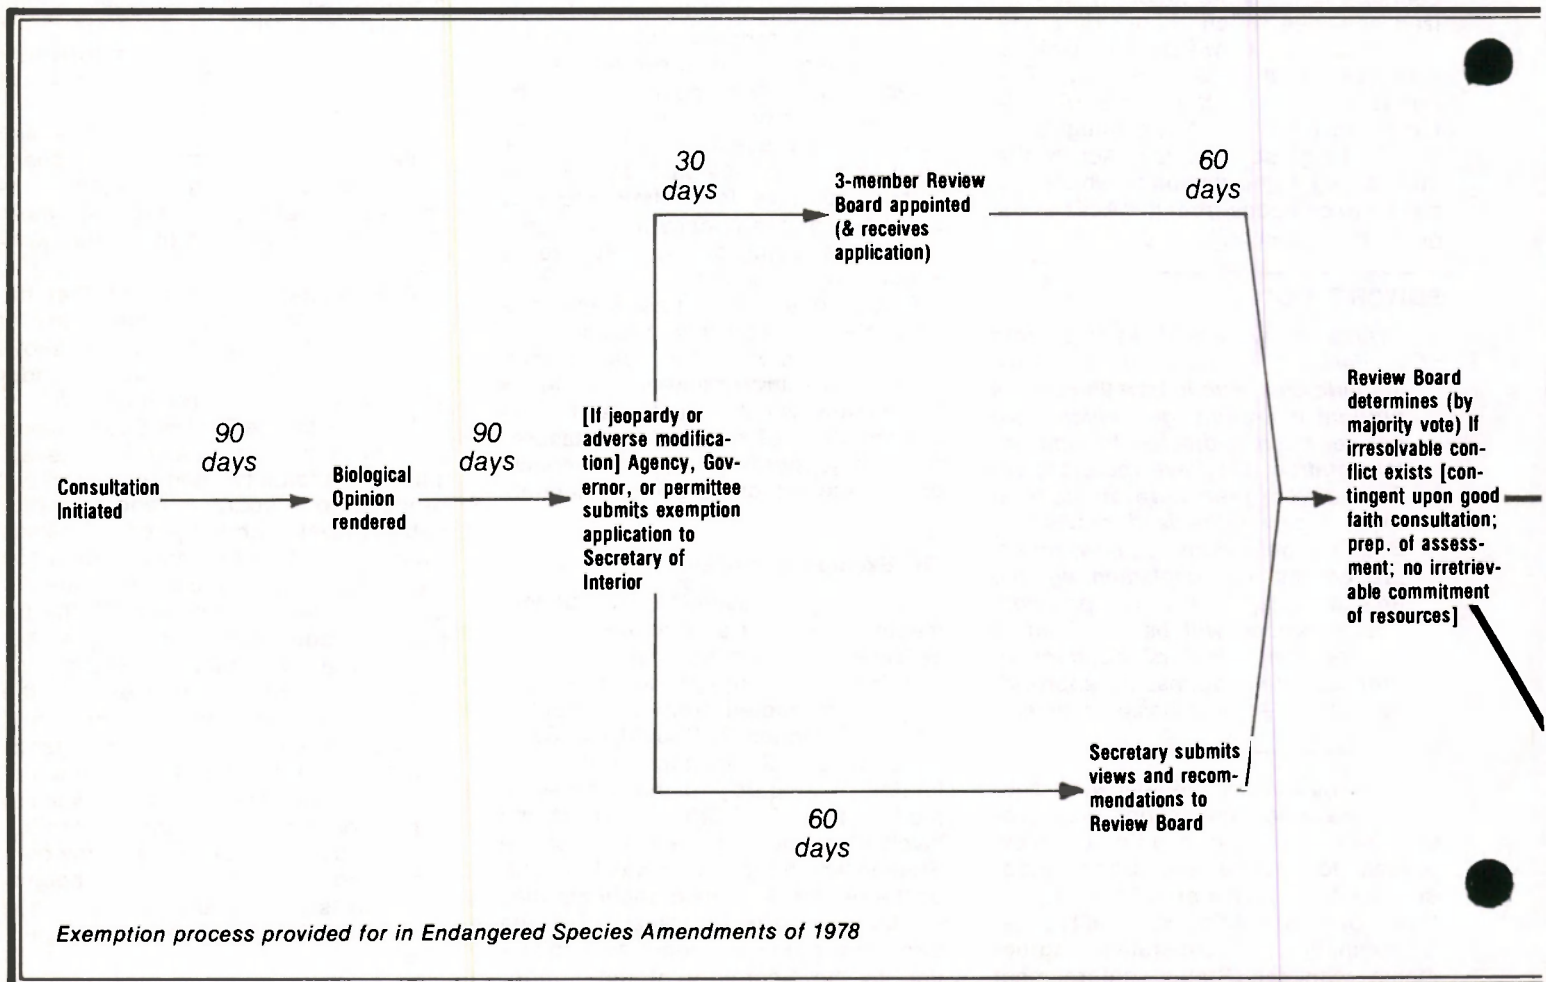 30
days
60
days
3-member Review
Board appointed
(& receives
application)
90
days
Consultation
Initiated
Biological
Opinion
rendered
90
days
[If jeopardy or
adverse modifica-
tion] Agency, Gov-
ernor, or permittee
submits exemption
application to
Secretary of
Interior
Review Board
determines (by
majority vote) If
irresolvable con-
flict exists [con-
tingent upon good
faith consultation;
prep. of assess-
ment; no irretriev-
able commitment
of resources]
60
days
Secretary submits
views and recom-
mendations to
Review Board
Exemption process provided for in Endangered Species Amendments of 1978